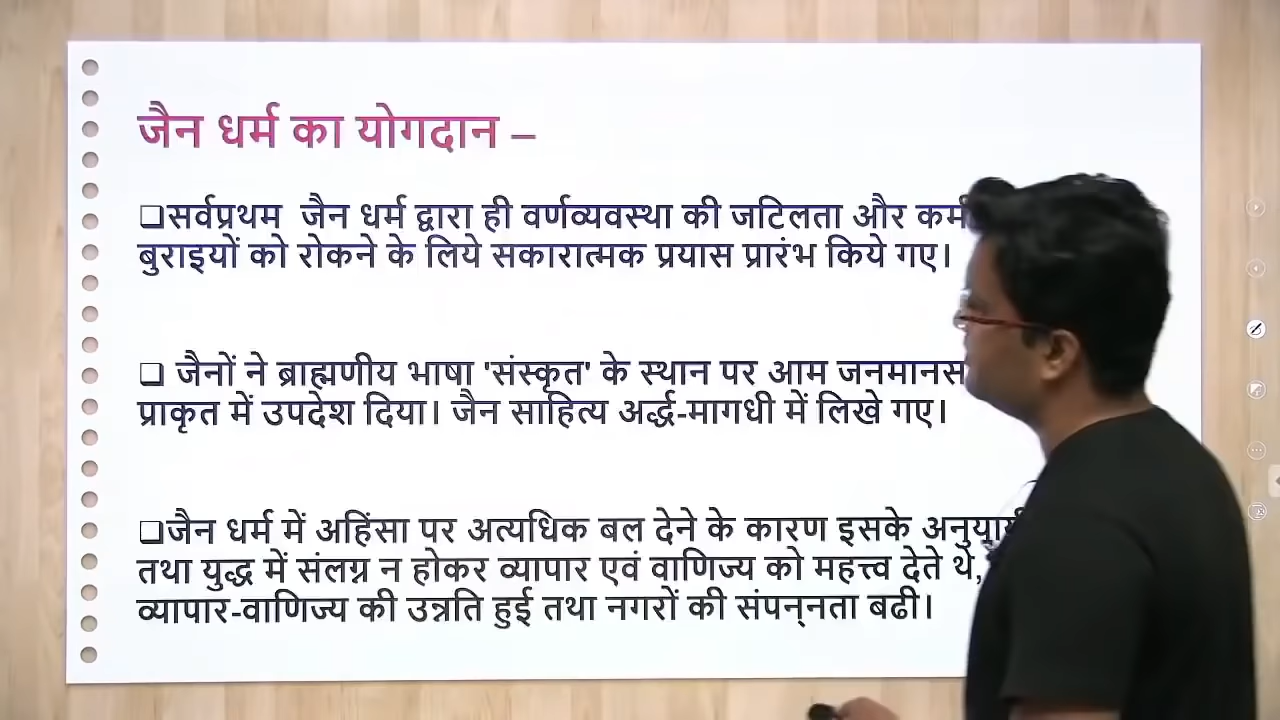 जैन धर्म का योगदान –
❑सर्वप्रथम जैन धर्म द्वारा ही वर्णव्यवस्था की जटिलता और
बुराइयों को रोकने के लिये सकारात्मक प्रयास प्रारंभ किये गए।
❑ जैनों ने ब्राह्मणीय भाषा 'संस्कृत' के स्थान पर आम जनमानस
प्राकृत में उपदेश दिया। जैन साहित्य अर्द्ध-मागधी में लिखे गए।
❑जैन धर्म में अहिंसा पर अत्यधिक बल देने के कारण इसके
तथा युद्ध में संलग्न न होकर व्यापार एवं वाणिज्य को महत्त्व देते थे,
व्यापार-वाणिज्य की उन्नति हुई तथा नगरों की संपन्‌नता बढी।